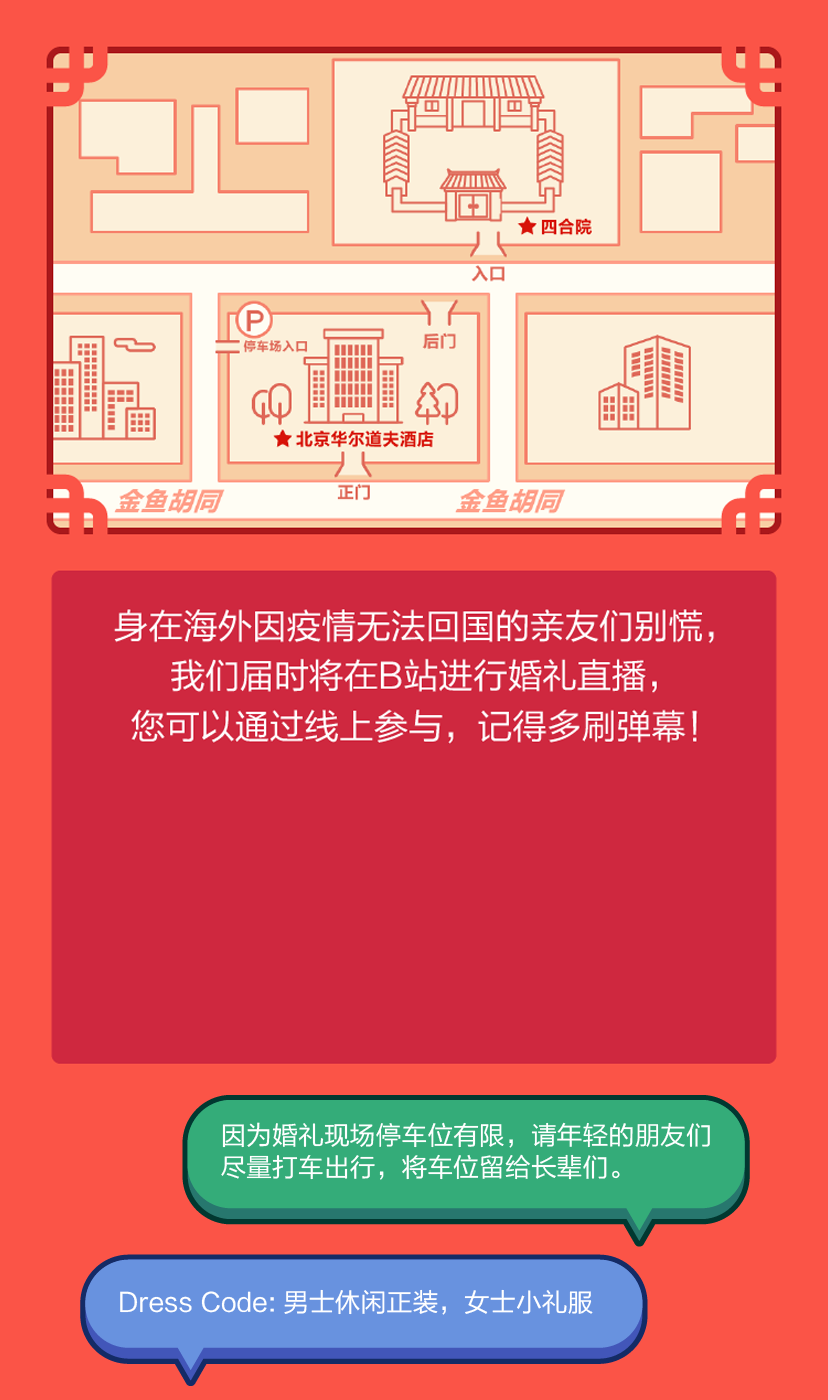 四合院
入口
P
停车场入口
后门
北京华尔道夫酒店
正门
金鱼胡同
金鱼胡同
身在海外因疫情无法回国的亲友们别慌，
我们届时将在B站进行婚礼直播，
您可以通过线上参与，记得多刷弹幕！
因为婚礼现场停车位有限，请年轻的朋友们
尽量打车出行，将车位留给长辈们。
Dress Code: 男士休闲正装，女士小礼服